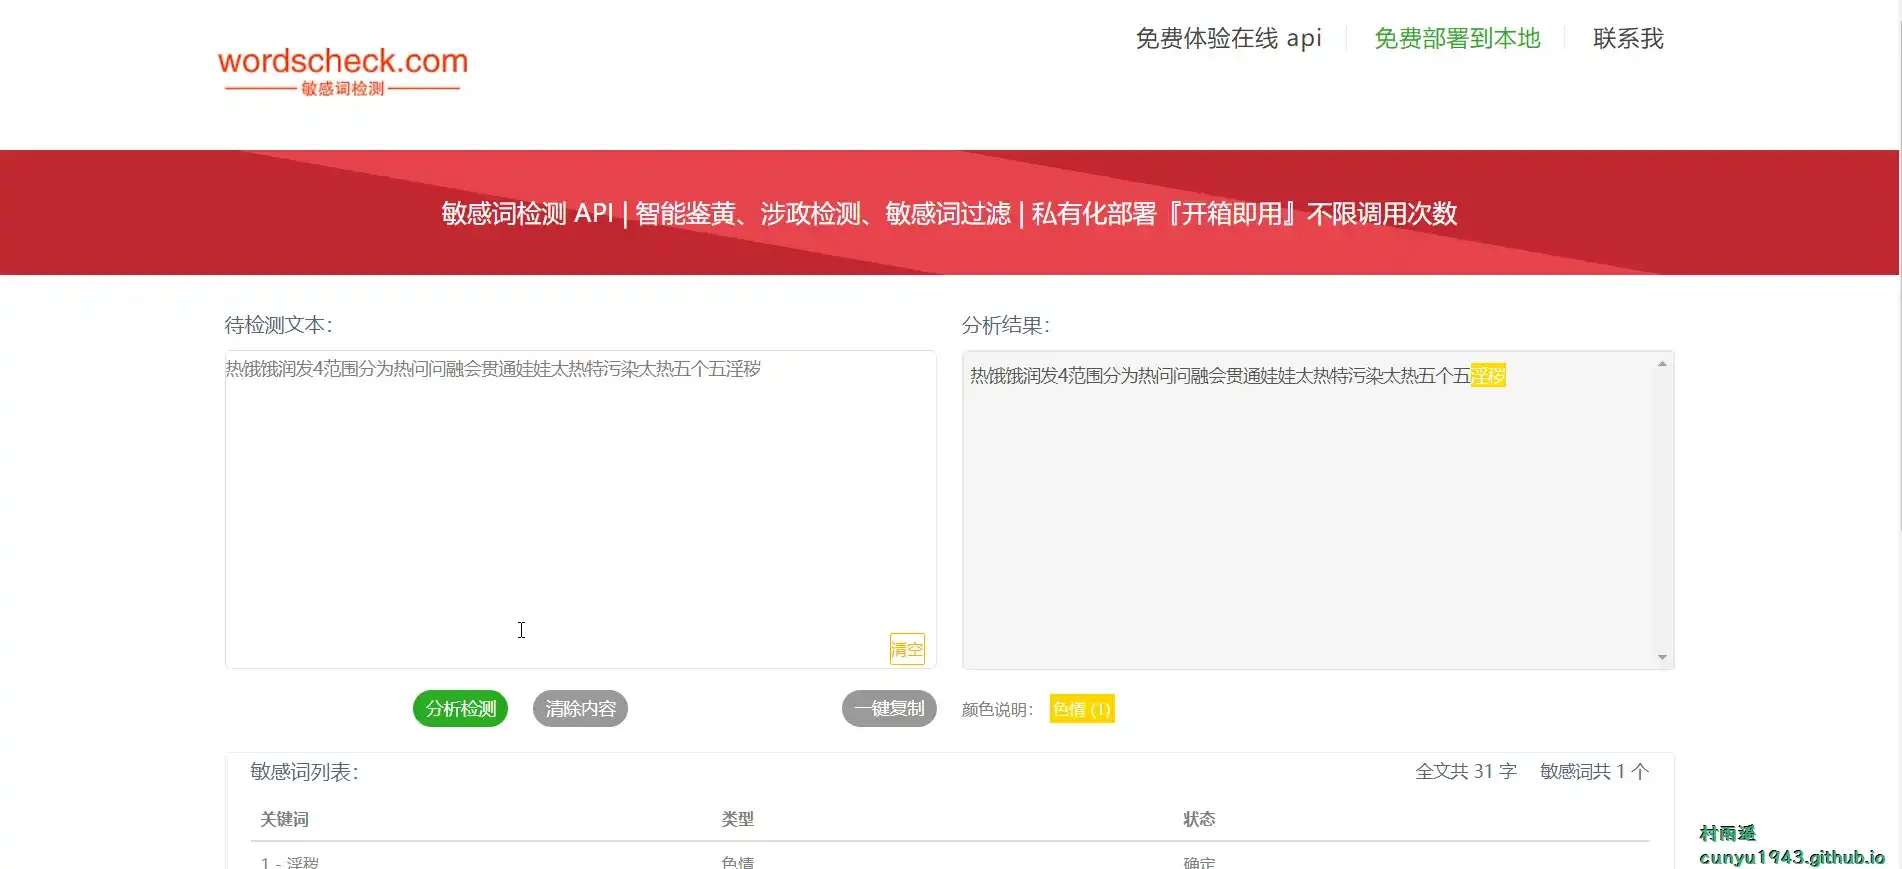 wordscheck.com
敏感词检测
免费体验在线 api
免费部署到本地
联系我
敏感词检测 API | 智能鉴黄、涉政检测、敏感词过滤 | 私有化部署『开箱即用』不限调用次数
待检测文本：
热饿饿润发4范围分为热问问融会贯通娃娃太热特污染太热五个五淫秽
清空
分析检测
清除内容
一键复制
分析结果：
热饿饿润发4范围分为热问问融会贯通娃娃太热特污染太热五个五淫秽
颜色说明：
色情 (1)
敏感词列表：
全文共 31 字
敏感词共 1 个
关键词
类型
状态
1 - 淫秽
色情
确定
村雨遥
cunyu1943.github.io